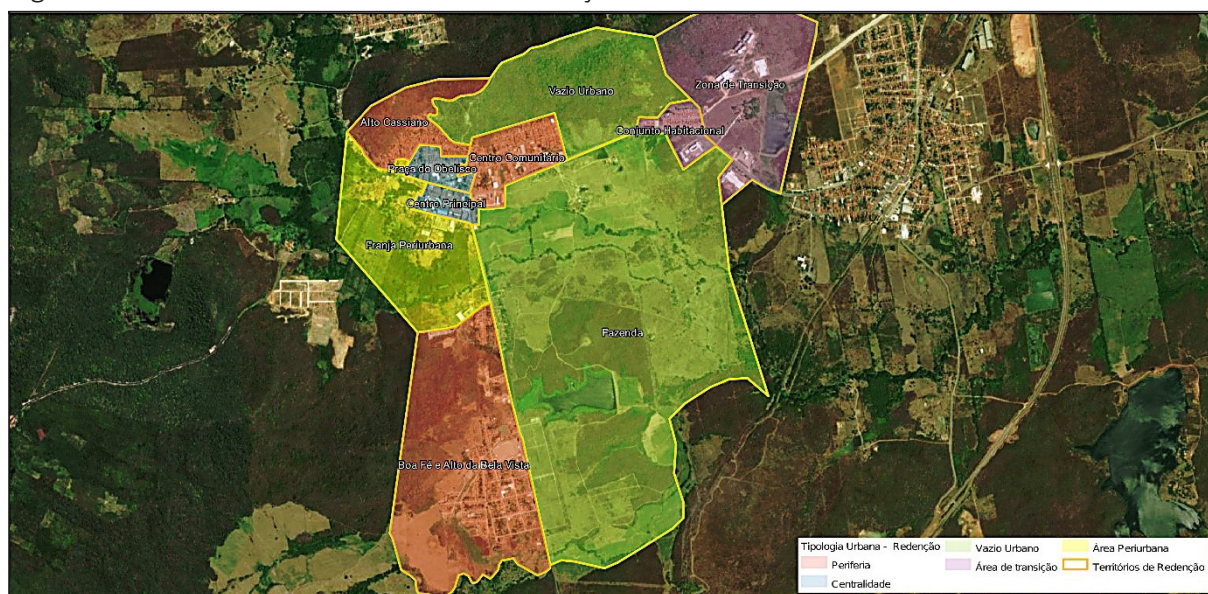 Vazio Urbano
Zona de Transição
Alto Cassiano
Conjunto Habitacional
Centro Comunitário
Praça do Obelisco
Centro Principal
Franja Periurbana
Fazenda
Boa Fé e Alto da Bela Vista
Tipologia Urbana - Redenção
Periferia
Centralidade
Vazio Urbano
Área de transição
Área Periurbana
Territórios de Redenção